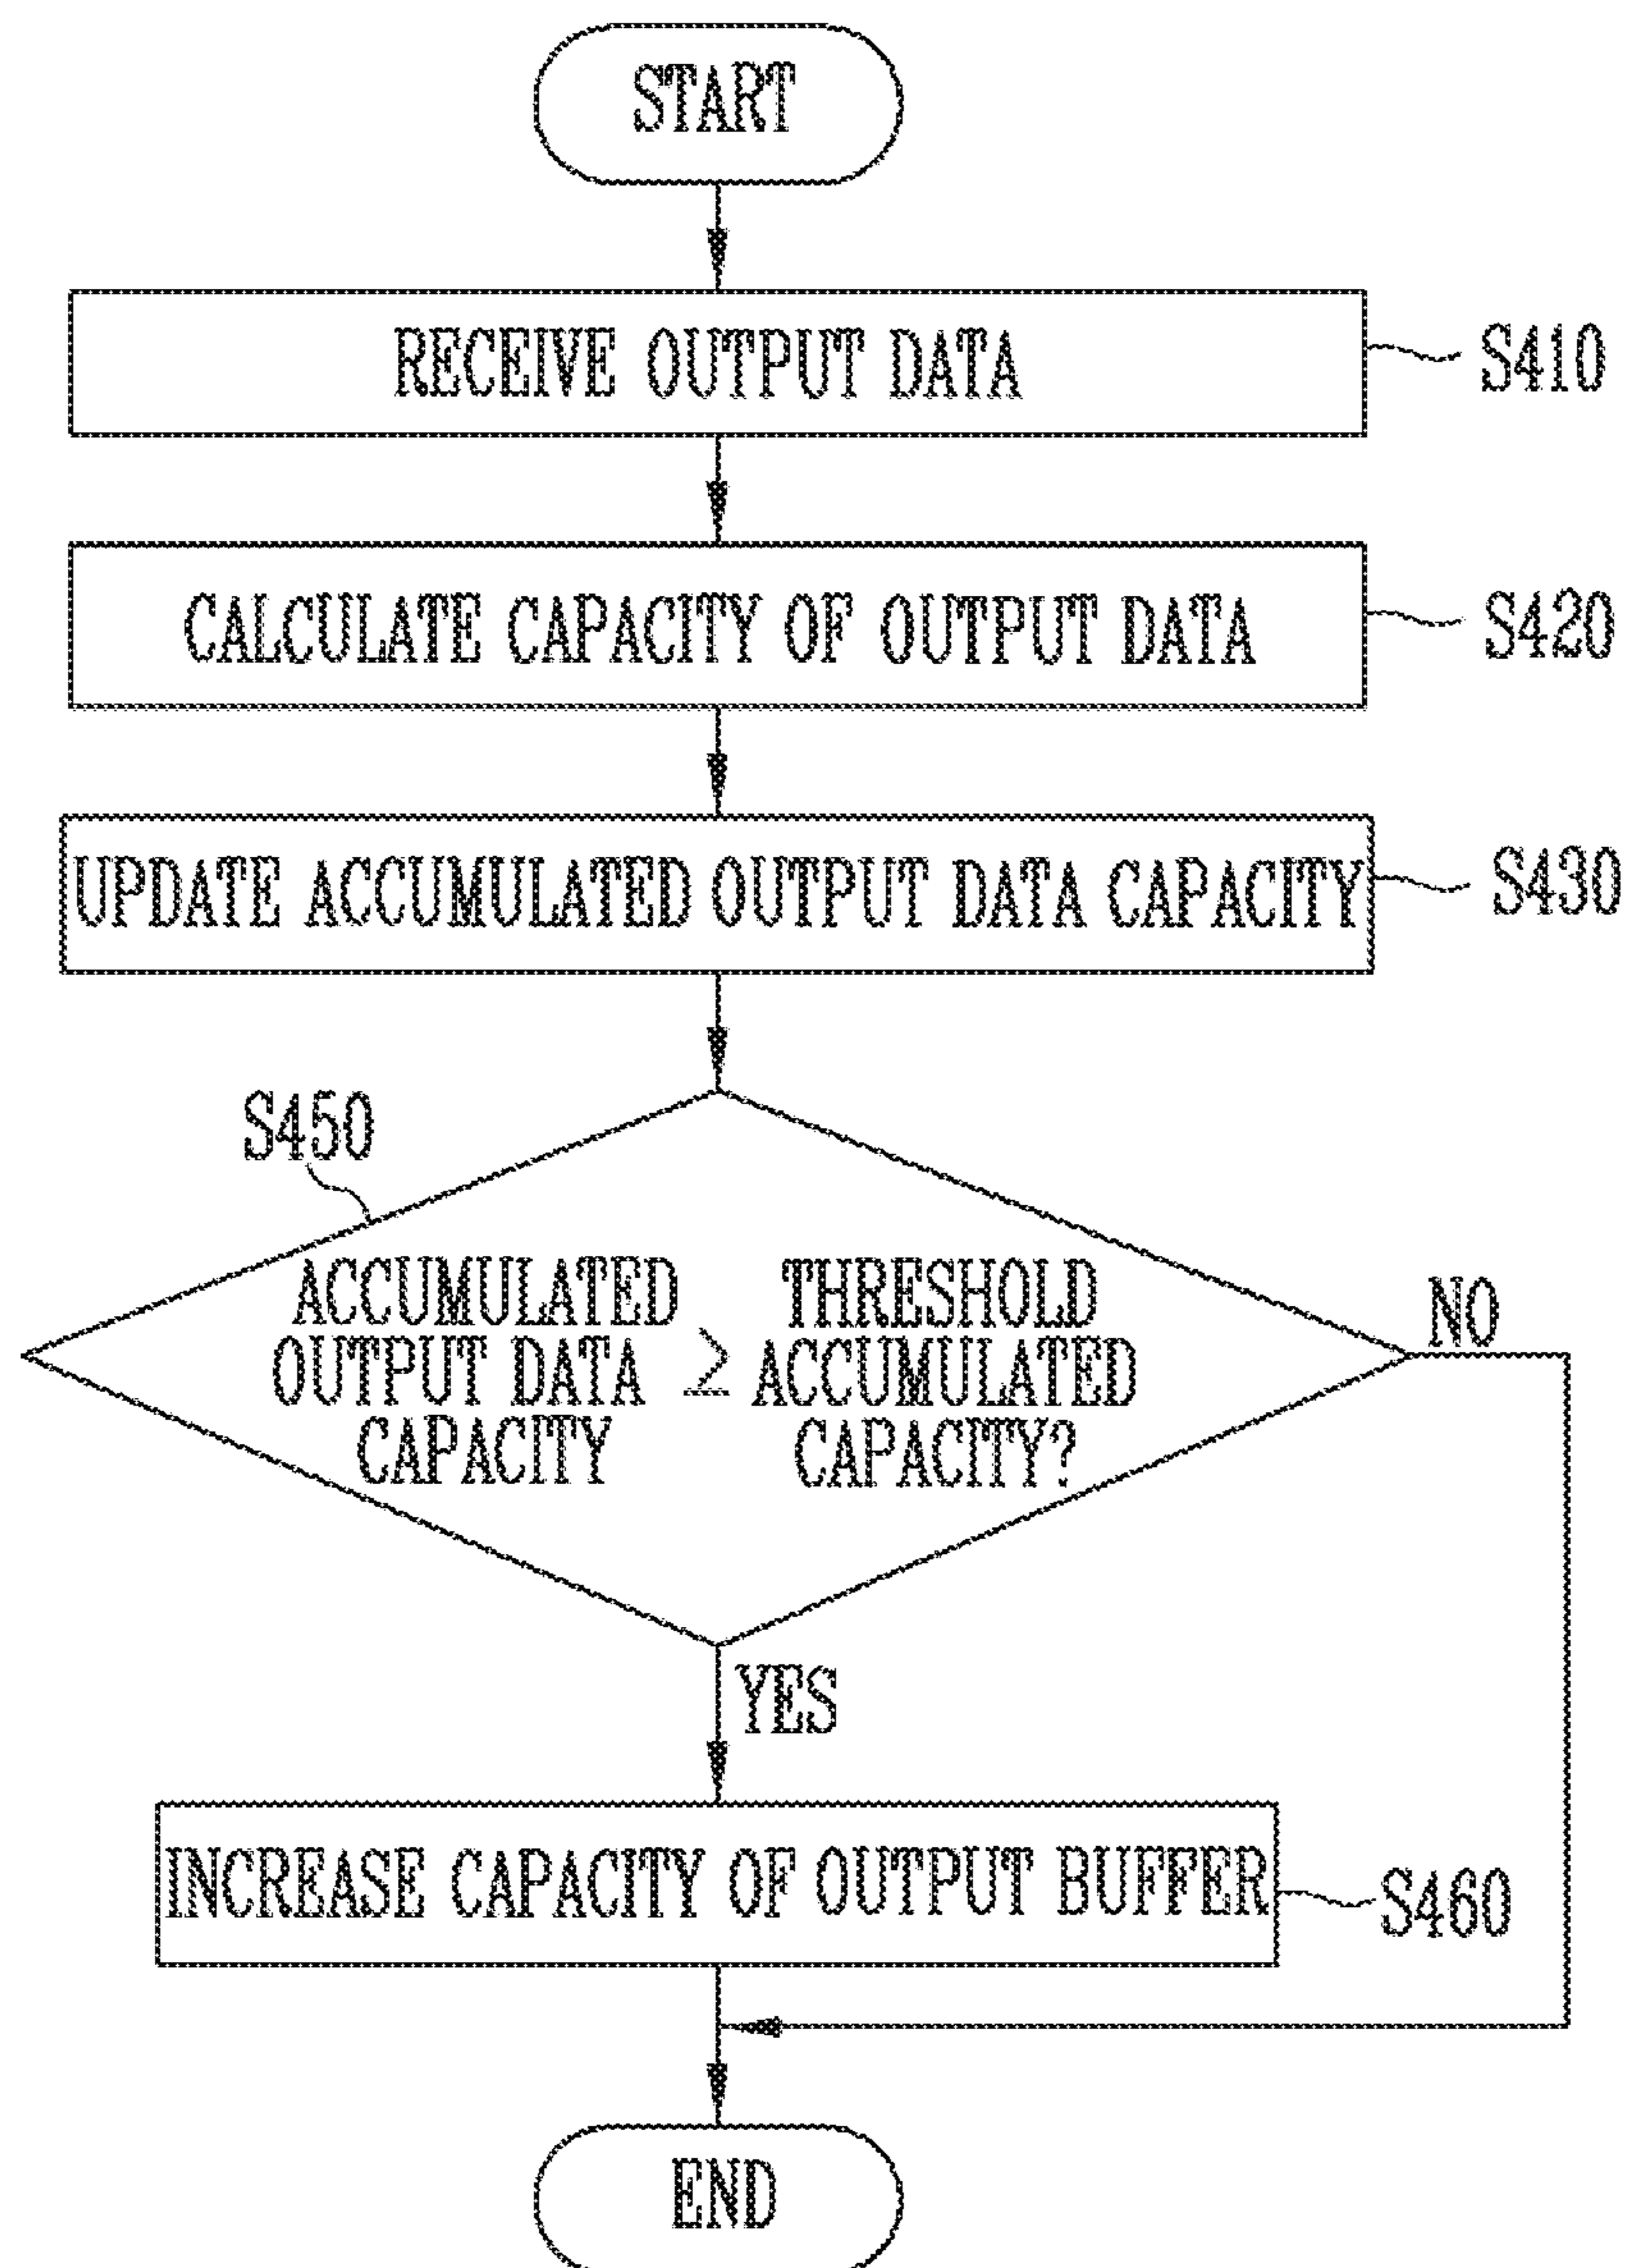 START
RECEIVE OUTPUT DATA
S410
CALCULATE CAPACITY OF OUTPUT DATA
S420
UPDATE ACCUMULATED OUTPUT DATA CAPACITY
S430
S450
ACCUMULATED
OUTPUT DATA
CAPACITY
≥
THRESHOLD
ACCUMULATED
CAPACITY?
NO
YES
INCREASE CAPACITY OF OUTPUT BUFFER
S460
END